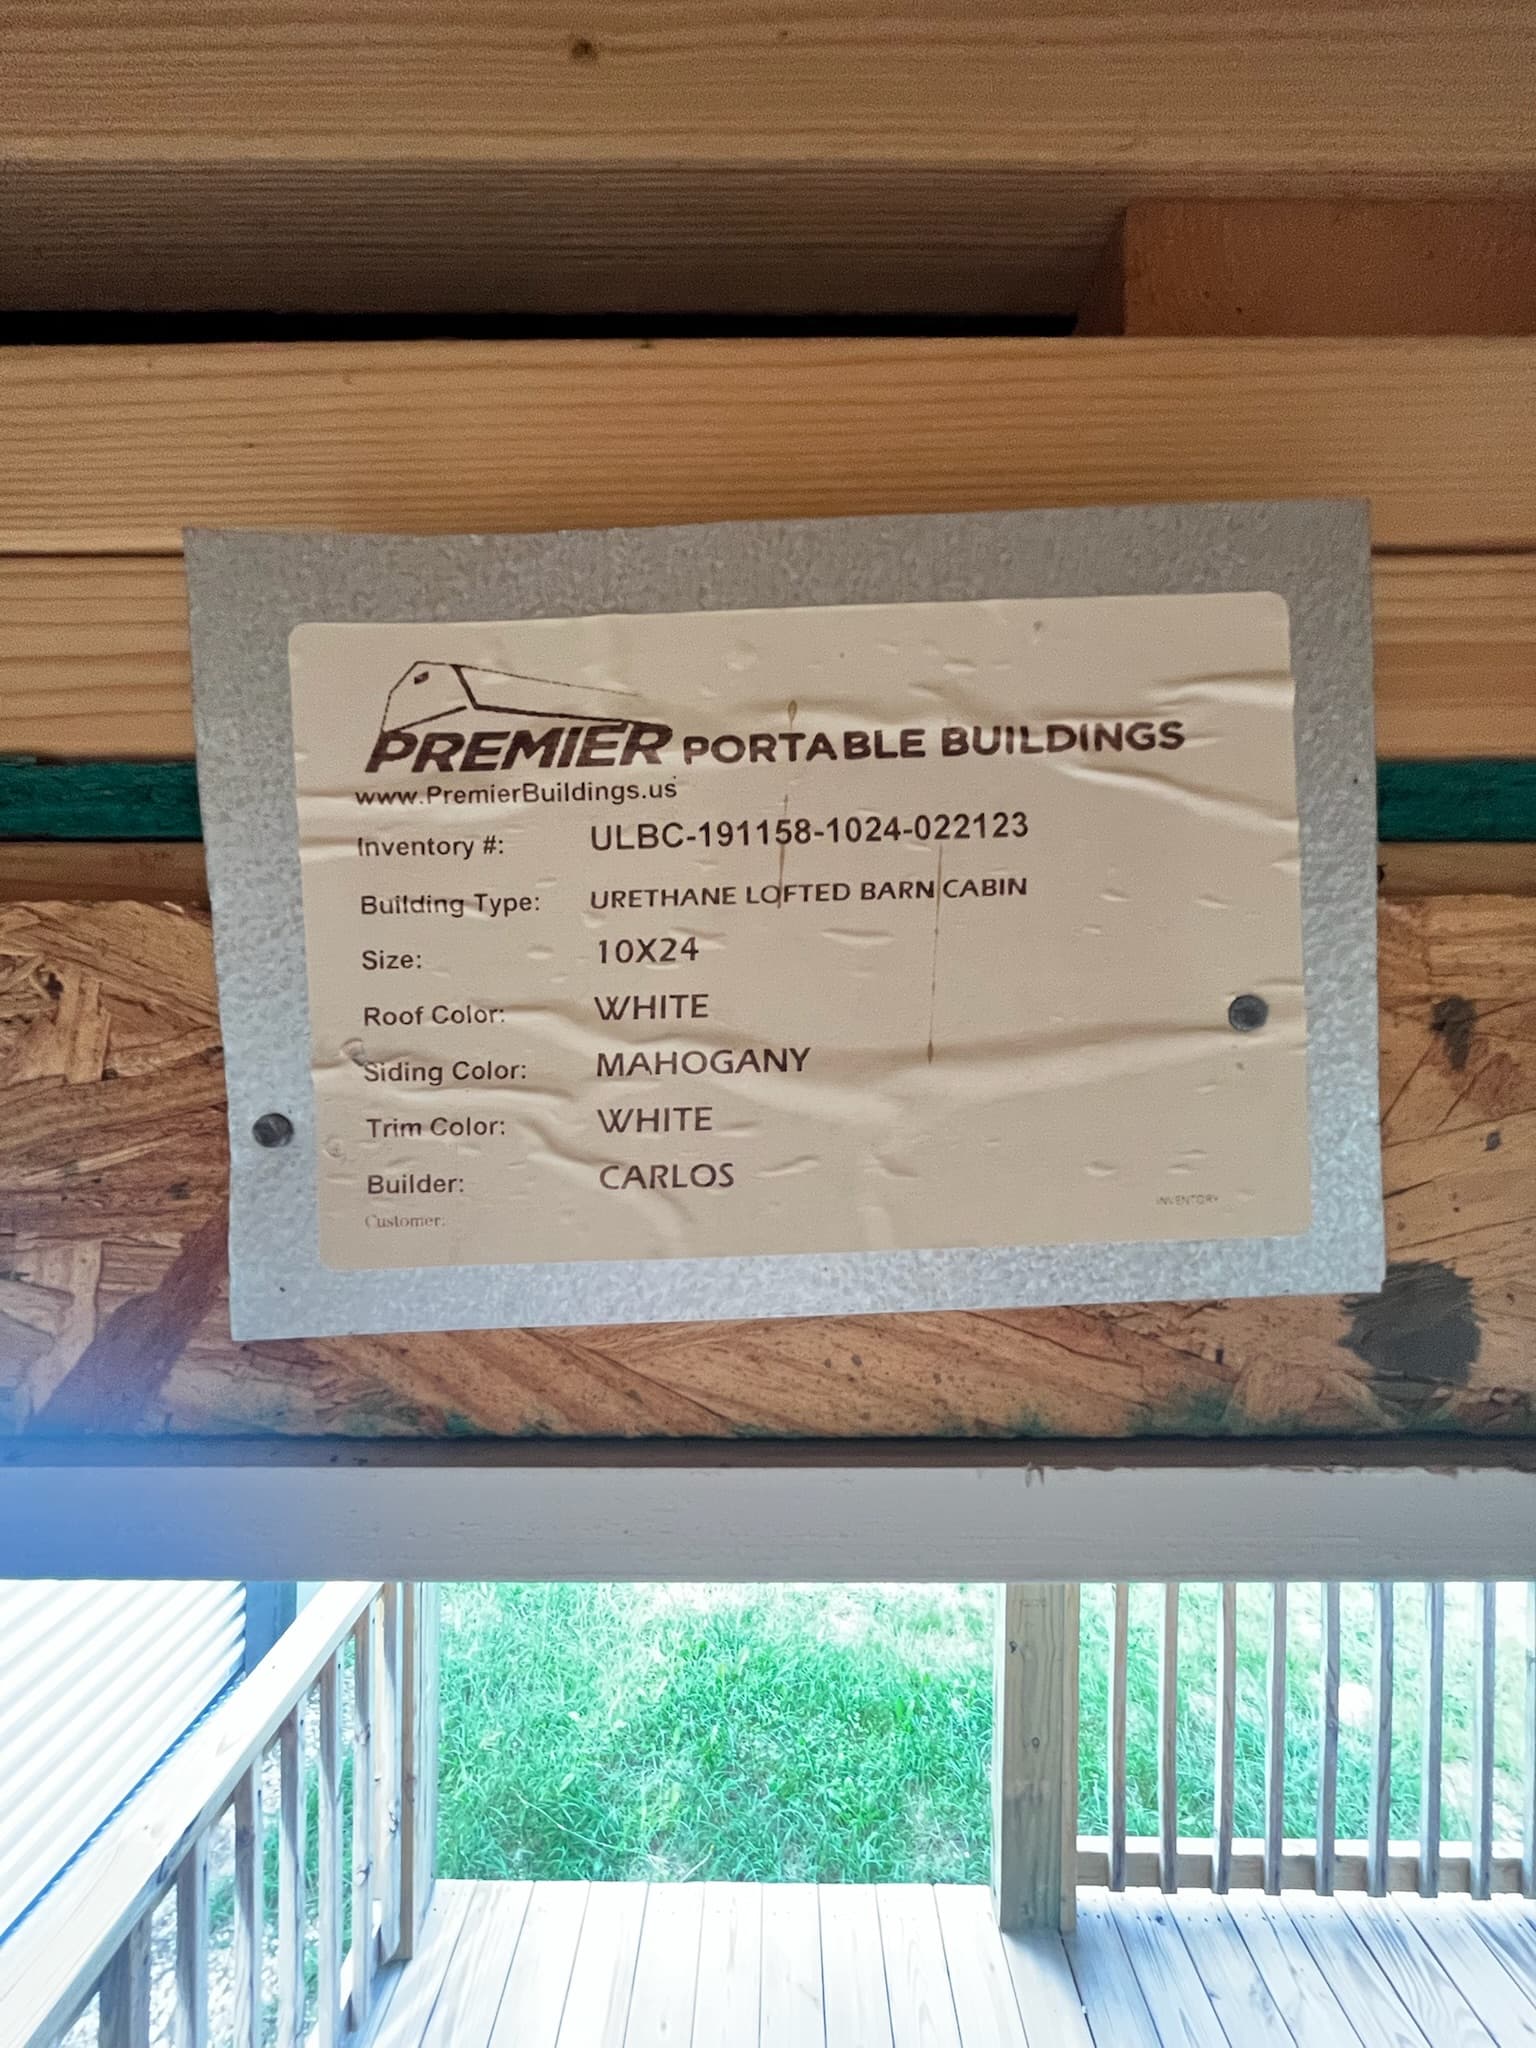 PREMIER PORTABLE BUILDINGS
www.PremierBuildings.us
Inventory #: ULBC-191158-1024-022123
Building Type: URETHANE LOFTED BARN CABIN
Size: 10X24
Roof Color: WHITE
Siding Color: MAHOGANY
Trim Color: WHITE
Builder: CARLOS
Customer:
INVENTORY